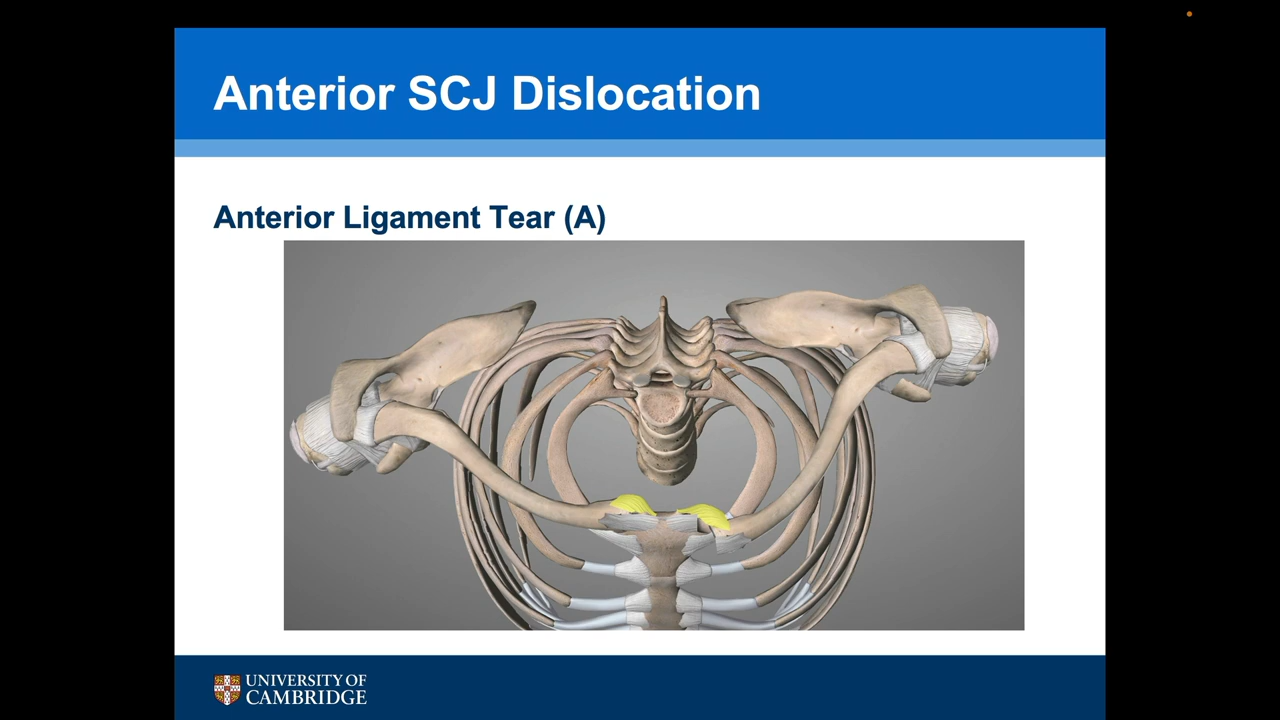 Anterior SCJ Dislocation
Anterior Ligament Tear (A)
UNIVERSITY OF
CAMBRIDGE